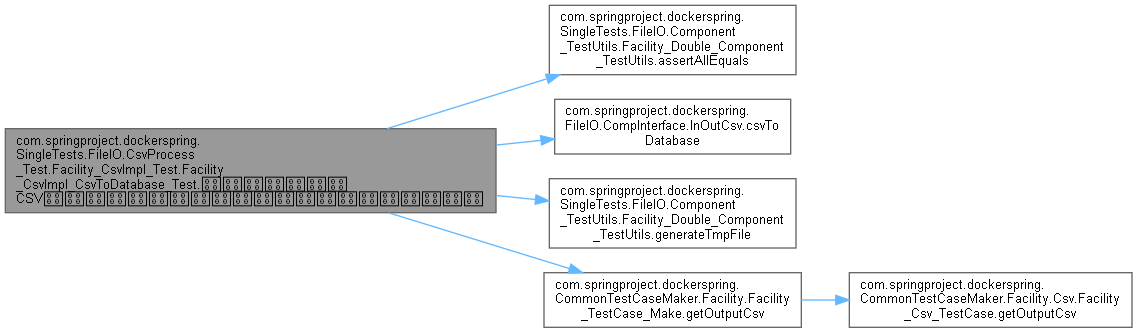 com.springproject.dockerspring.
SingleTests.FileIO.Component
_TestUtils.Facility_Double_Component
_TestUtils.assertAllEquals
com.springproject.dockerspring.
FileIO.CompInterface.InOutCsv.csvTo
Database
com.springproject.dockerspring.
SingleTests.FileIO.CsvProcess
_Test.Facility_CsvImpl_Test.Facility
_CsvImpl_CsvToDatabase_Test.
CSV
com.springproject.dockerspring.
SingleTests.FileIO.Component
_TestUtils.Facility_Double_Component
_TestUtils.generateTmpFile
com.springproject.dockerspring.
CommonTestCaseMaker.Facility.Facility
_TestCase_Make.getOutputCsv
com.springproject.dockerspring.
CommonTestCaseMaker.Facility.Csv.Facility
_Csv_TestCase.getOutputCsv